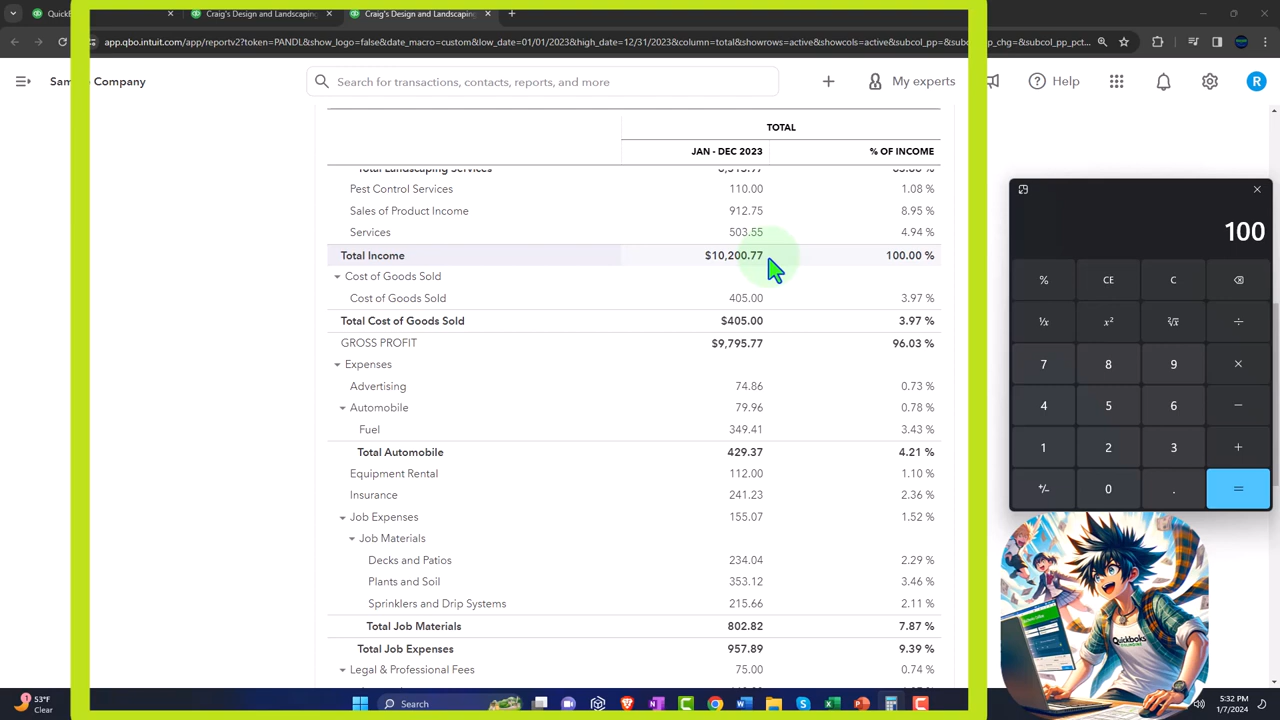 QuickB
Craig's Design and Landscaping
Craig's Design and Landscaping
app.qbo.intuit.com/app/reportv2?token=PANDL&show_logo=false&date_macro=custom&low_date=01/01/2023&high_date=12/31/2023&column=total&showrows=active&showcols=active&subcol_pp=&subcol_pp_chg=&subcol_pp_pct...
Company
Search for transactions, contacts, reports, and more
My experts
Help
R
TOTAL
JAN - DEC 2023 % OF INCOME
Total Landscaping Services
Pest Control Services 110.00 1.08 %
Sales of Product Income 912.75 8.95 %
Services 503.55 4.94 %
Total Income $10,200.77 100.00 %
Cost of Goods Sold
Cost of Goods Sold 405.00 3.97 %
Total Cost of Goods Sold $405.00 3.97 %
GROSS PROFIT $9,795.77 96.03 %
Expenses
Advertising 74.86 0.73 %
Automobile 79.96 0.78 %
Fuel 349.41 3.43 %
Total Automobile 429.37 4.21 %
Equipment Rental 112.00 1.10 %
Insurance 241.23 2.36 %
Job Expenses 155.07 1.52 %
Job Materials
Decks and Patios 234.04 2.29 %
Plants and Soil 353.12 3.46 %
Sprinklers and Drip Systems 215.66 2.11 %
Total Job Materials 802.82 7.87 %
Total Job Expenses 957.89 9.39 %
Legal & Professional Fees 75.00 0.74 %
100
% CE C
¹/x x² ²√x ÷
7 8 9 ×
4 5 6 −
1 2 3 +
+/− 0 . =
Quickbooks
53°F
Clear
Search
5:32 PM
1/7/2024